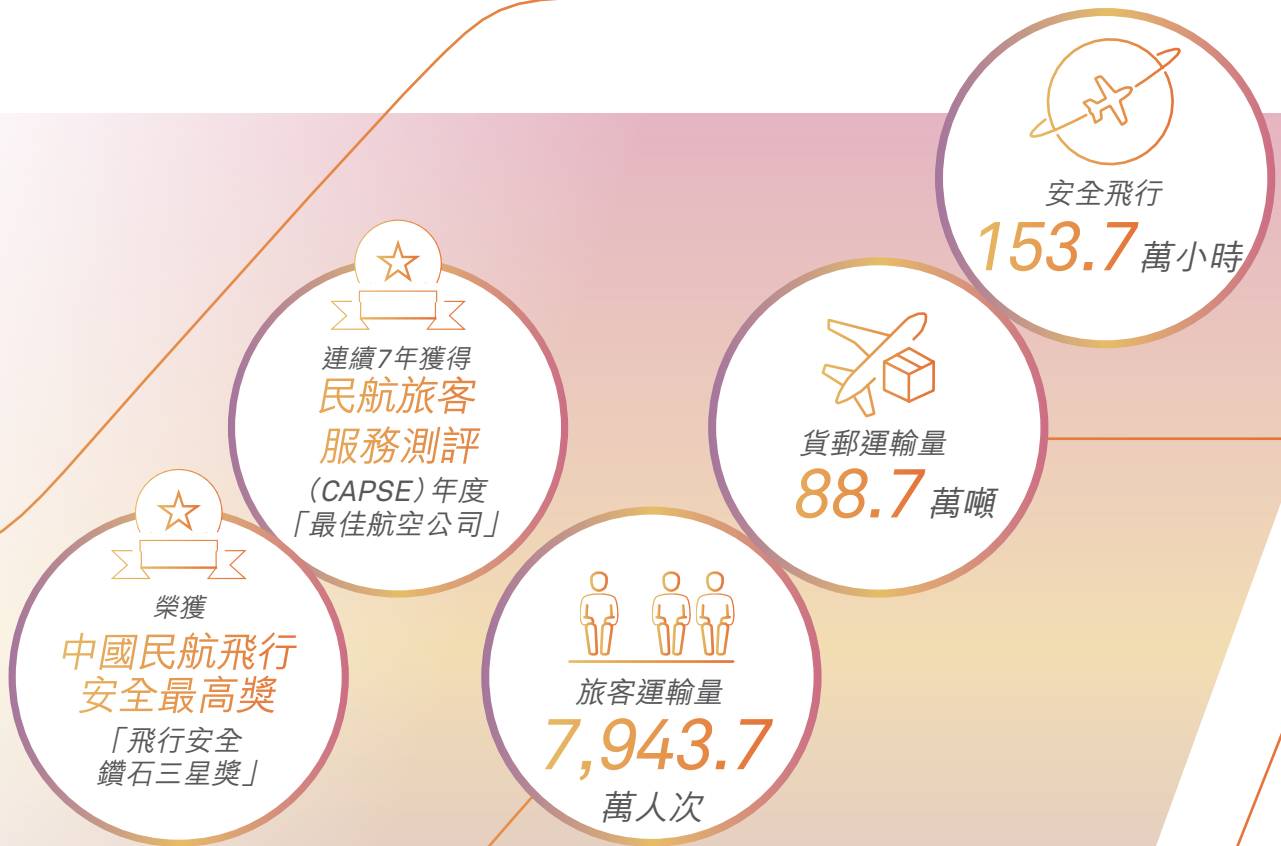 安全飛行
153.7 萬小時
連續7年獲得
民航旅客
服務測評
（CAPSE）年度
「最佳航空公司」
貨郵運輸量
88.7 萬噸
榮獲
中國民航飛行
安全最高獎
「飛行安全
鑽石三星獎」
旅客運輸量
7,943.7
萬人次